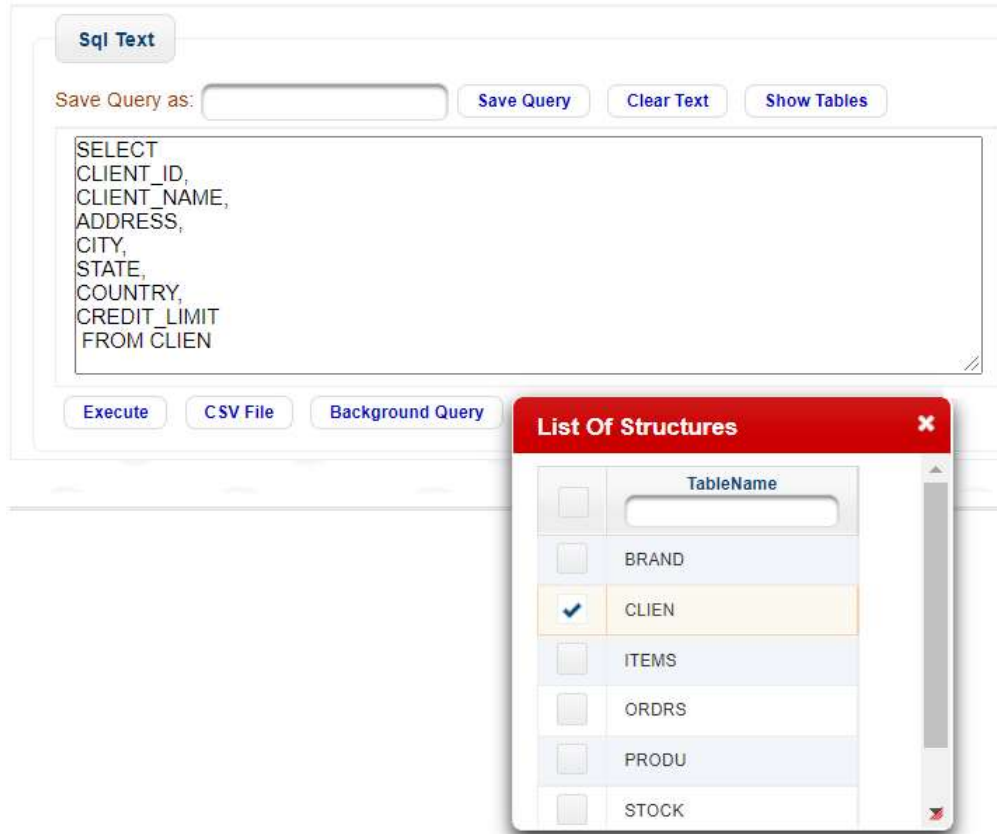 Sql Text
Save Query as: Save Query Clear Text Show Tables
SELECT
CLIENT_ID,
CLIENT_NAME,
ADDRESS,
CITY,
STATE,
COUNTRY,
CREDIT_LIMIT
FROM CLIEN
Execute CSV File Background Query
List Of Structures
TableName
BRAND
CLIEN
ITEMS
ORDRS
PRODU
STOCK